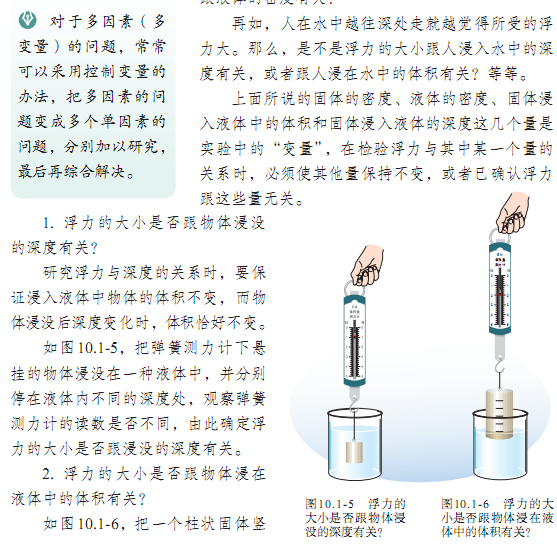 对于多因素（多
变量）的问题，常常
可以采用控制变量的
办法，把多因素的问
题变成多个单因素的
问题，分别加以研究，
最后再综合解决。
跟液体的密度有关？
再如，人在水中越往深处走就越觉得所受的浮
力大。那么，是不是浮力的大小跟人浸入水中的深
度有关，或者跟人浸在水中的体积有关？等等。
上面所说的固体的密度、液体的密度、固体浸
入液体中的体积和固体浸入液体的深度这几个量是
实验中的“变量”，在检验浮力与其中某一个量的
关系时，必须使其他量保持不变，或者已确认浮力
跟这些量无关。
1. 浮力的大小是否跟物体浸没
的深度有关？
研究浮力与深度的关系时，要保
证浸入液体中物体的体积不变，而物
体浸没后深度变化时，体积恰好不变。
如图10.1-5，把弹簧测力计下悬
挂的物体浸没在一种液体中，并分别
停在液体内不同的深度处，观察弹簧
测力计的读数是否不同，由此确定浮
力的大小是否跟浸没的深度有关。
2. 浮力的大小是否跟物体浸在
液体中的体积有关？
如图10.1-6，把一个柱状固体竖
图10.1-5 浮力的
大小是否跟物体浸
没的深度有关？
图10.1-6 浮力的大
小是否跟物体浸在液
体中的体积有关？